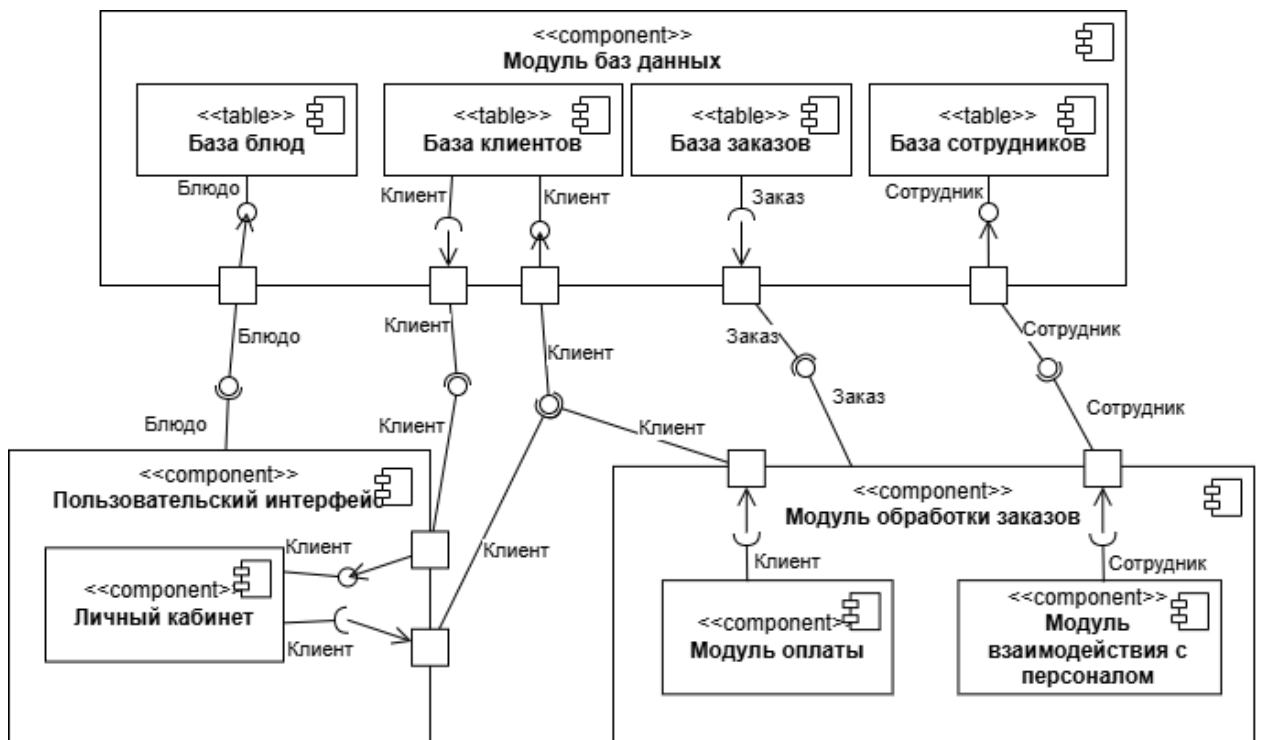 <<component>>
Модуль баз данных
<<table>>
База блюд
<<table>>
База клиентов
<<table>>
База заказов
<<table>>
База сотрудников
Блюдо
Клиент
Клиент
Заказ
Сотрудник
Блюдо
Клиент
Клиент
Заказ
Сотрудник
Блюдо
Клиент
Клиент
Заказ
Сотрудник
<<component>>
Пользовательский интерфейс
Клиент
<<component>>
Личный кабинет
Клиент
Клиент
<<component>>
Модуль обработки заказов
Клиент
Сотрудник
<<component>>
Модуль оплаты
<<component>>
Модуль
взаимодействия с
персоналом